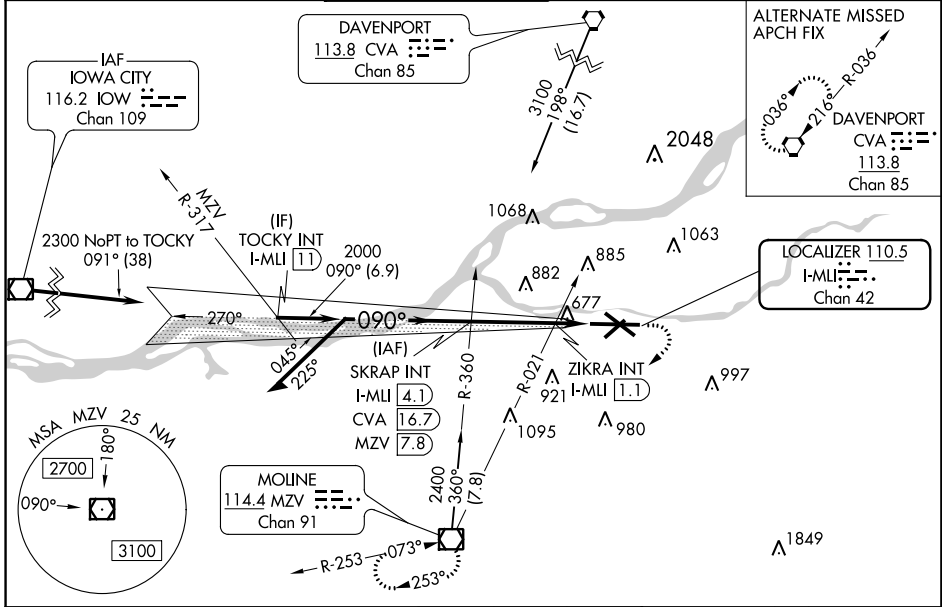 DAVENPORT
113.8 CVA
Chan 85
IAF
IOWA CITY
116.2 IOW
Chan 109
3100
198°
(16.7)
ALTERNATE MISSED
APCH FIX
R-036
036°
216°
DAVENPORT
CVA
113.8
Chan 85
2048
MZV
R-317
1068
1063
2300 NoPT to TOCKY
091° (38)
(IF)
TOCKY INT
I-MLI 11
2000
090° (6.9)
885
882
LOCALIZER 110.5
I-MLI
Chan 42
677
270°
090°
045°
225°
(IAF)
SKRAP INT
I-MLI 4.1
CVA 16.7
MZV 7.8
R-360
R-021
ZIKRA INT
I-MLI 1.1
921
997
1095
980
MSA MZV 25 NM
2700
180°
090°
3100
MOLINE
114.4 MZV
Chan 91
2400
360°
(7.8)
R-253
073°
253°
1849